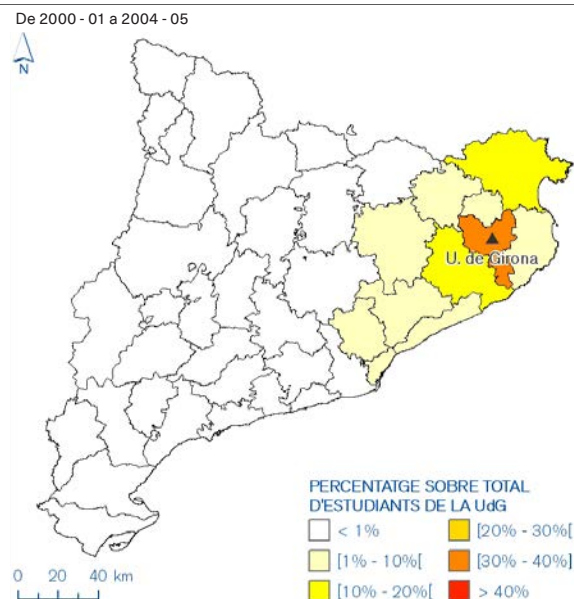 De 2000 - 01 a 2004 - 05
N
U. de Girona
PERCENTATGE SOBRE TOTAL
D'ESTUDIANTS DE LA UdG
< 1%
[20% - 30%[
[1% - 10%[
[30% - 40%]
[10% - 20%[
> 40%
0 20 40 km